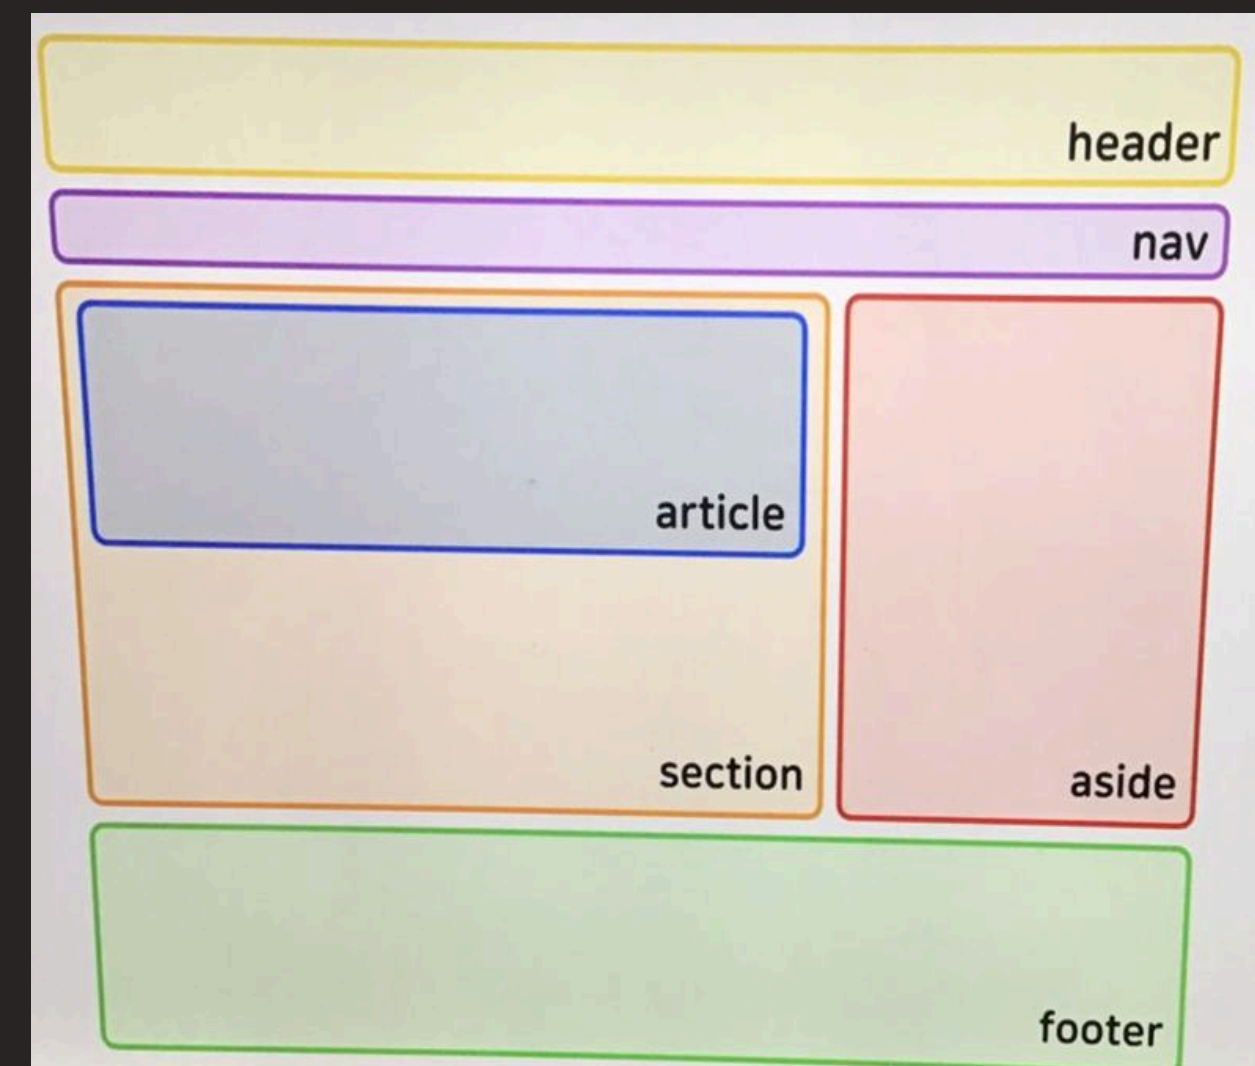 header
nav
article
section
aside
footer